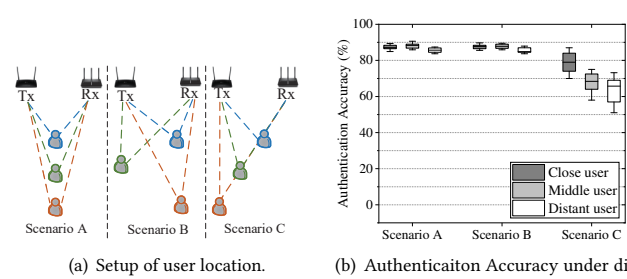 Tx
Rx
Tx
Rx
Tx
Rx
Scenario A
Scenario B
Scenario C
(a) Setup of user location.
Authentication Accuracy (%)
100
80
60
40
20
0
Close user
Middle user
Distant user
Scenario A
Scenario B
Scenario C
(b) Authenticaiton Accuracy under di